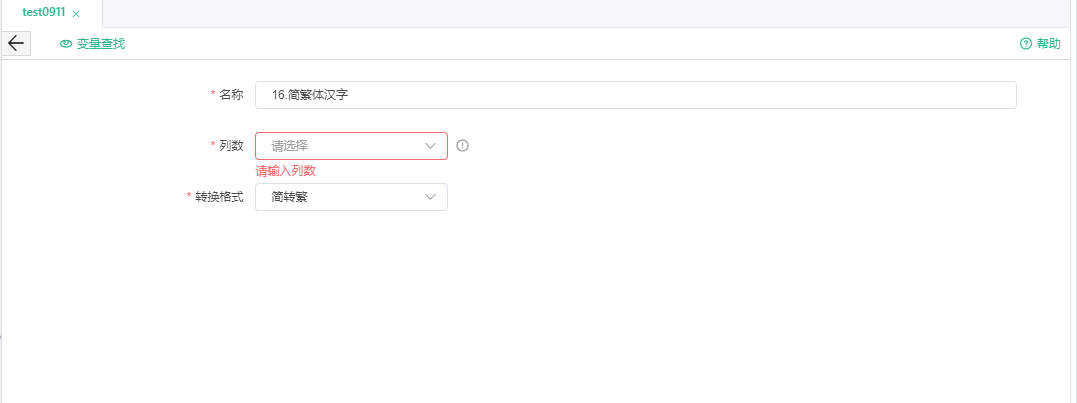 test0911
变量查找
帮助
* 名称 16.简繁体汉字
* 列数 请选择
请输入列数
* 转换格式 简转繁